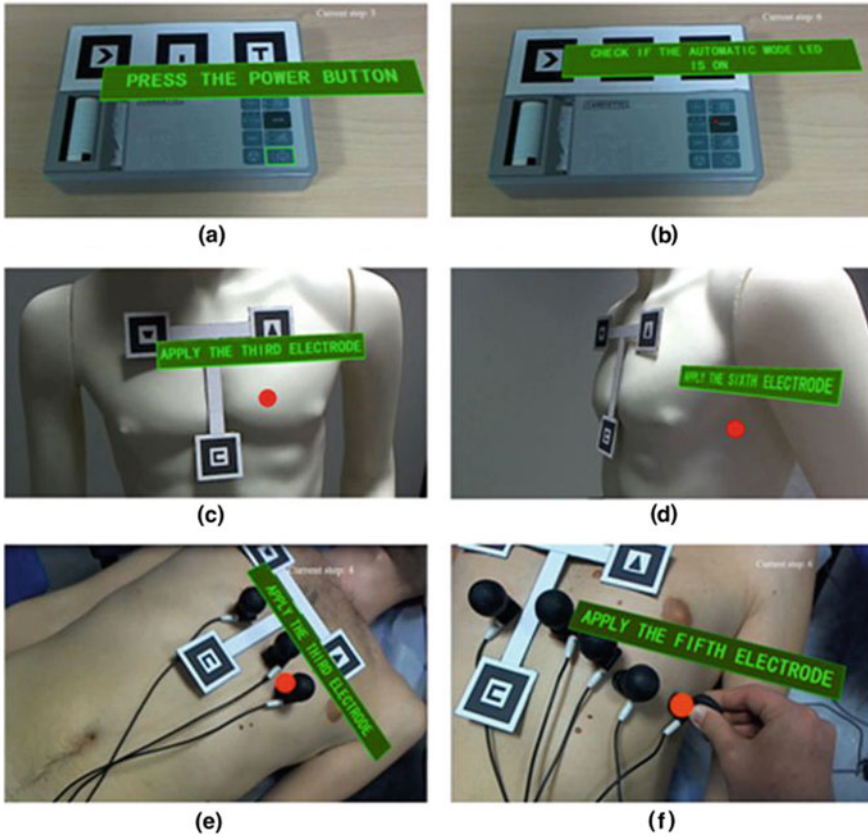 Current step: 5
PRESS THE POWER BUTTON
(a)
Current step: 6
CHECK IF THE AUTOMATIC MODE LED
IS ON
(b)
APPLY THE THIRD ELECTRODE
(c)
APPLY THE SIXTH ELECTRODE
(d)
Current step: 4
APPLY THE THIRD ELECTRODE
(e)
Current step: 6
APPLY THE FIFTH ELECTRODE
(f)